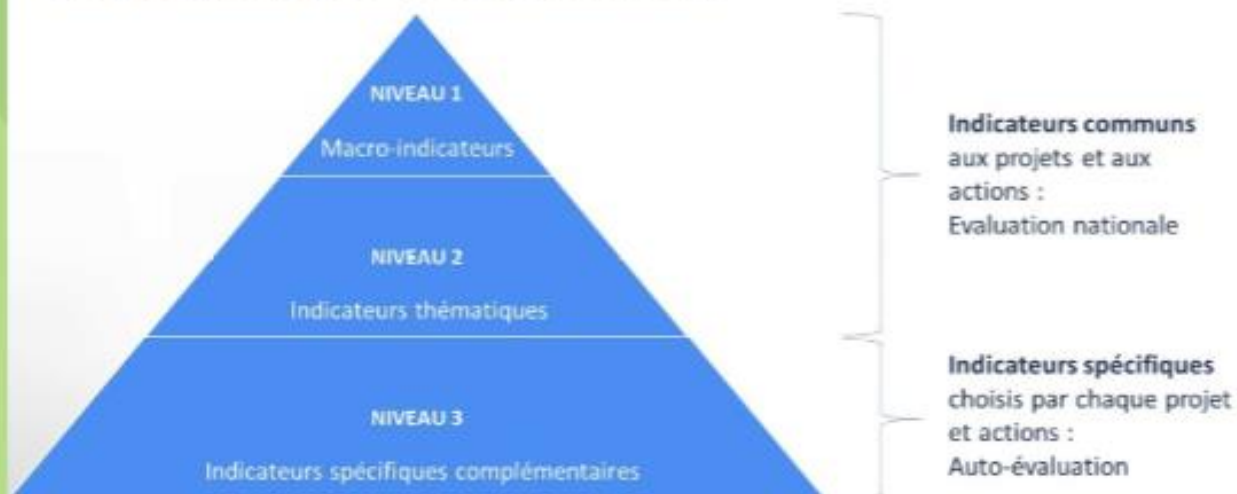 NIVEAU 1
Macro-indicateurs
NIVEAU 2
Indicateurs thématiques
NIVEAU 3
Indicateurs spécifiques complémentaires
Indicateurs communs
aux projets et aux
actions :
Evaluation nationale
Indicateurs spécifiques
choisis par chaque projet
et actions :
Auto-évaluation